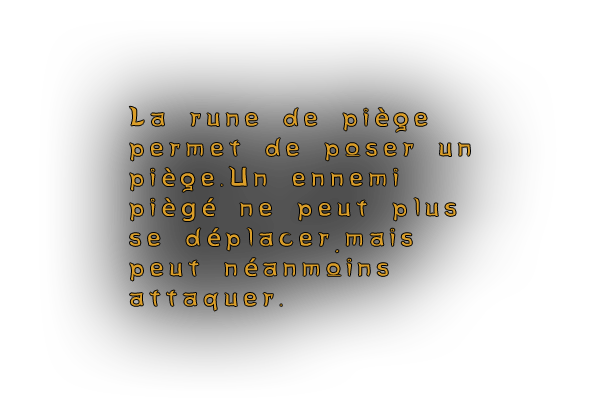 La rune de piège
permet de poser un
piège.Un ennemi
piègé ne peut plus
se déplacer,mais
peut néanmoins
attaquer.